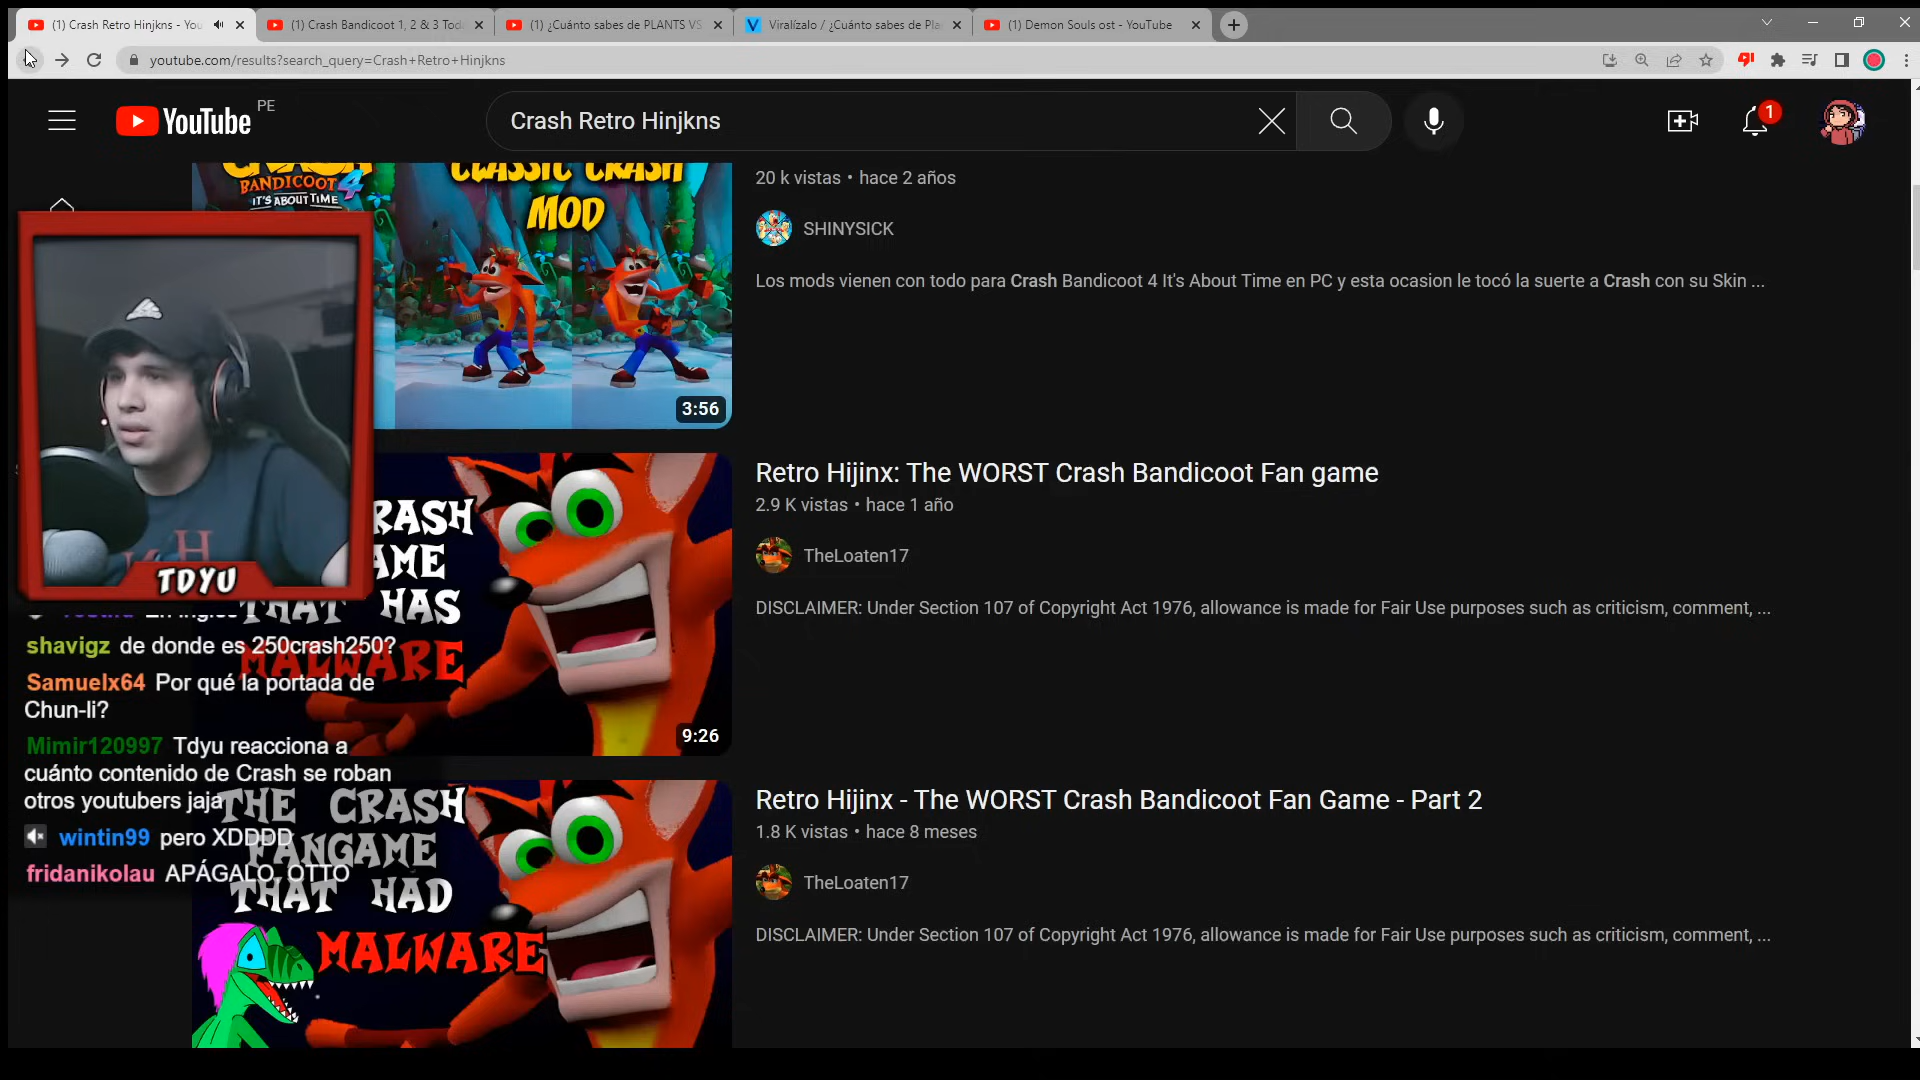 (1) Crash Retro Hinjkns - You
(1) Crash Bandicoot 1, 2 & 3 Toda
(1) ¿Cuánto sabes de PLANTS VS
Viralízalo / ¿Cuánto sabes de Pla
(1) Demon Souls ost - YouTube
youtube.com/results?search_query=Crash+Retro+Hinjkns
YouTube PE
Crash Retro Hinjkns
1
BANDICOOT 4
IT'S ABOUT TIME
CLASSIC CRASH
MOD
3:56
20 k vistas • hace 2 años
SHINYSICK
Los mods vienen con todo para Crash Bandicoot 4 It's About Time en PC y esta ocasion le tocó la suerte a Crash con su Skin ...
TDYU
RASH
AME
THAT HAS
MALWARE
9:26
Retro Hijinx: The WORST Crash Bandicoot Fan game
2.9 K vistas • hace 1 año
TheLoaten17
DISCLAIMER: Under Section 107 of Copyright Act 1976, allowance is made for Fair Use purposes such as criticism, comment, ...
shavigz de donde es 250crash250?
Samuelx64 Por qué la portada de
Chun-li?
Mimir120997 Tdyu reacciona a
cuánto contenido de Crash se roban
otros youtubers jaja
wintin99 pero XDDDD
fridanikolau APÁGALO, OTTO
THE CRASH
FANGAME
THAT HAD
MALWARE
Retro Hijinx - The WORST Crash Bandicoot Fan Game - Part 2
1.8 K vistas • hace 8 meses
TheLoaten17
DISCLAIMER: Under Section 107 of Copyright Act 1976, allowance is made for Fair Use purposes such as criticism, comment, ...